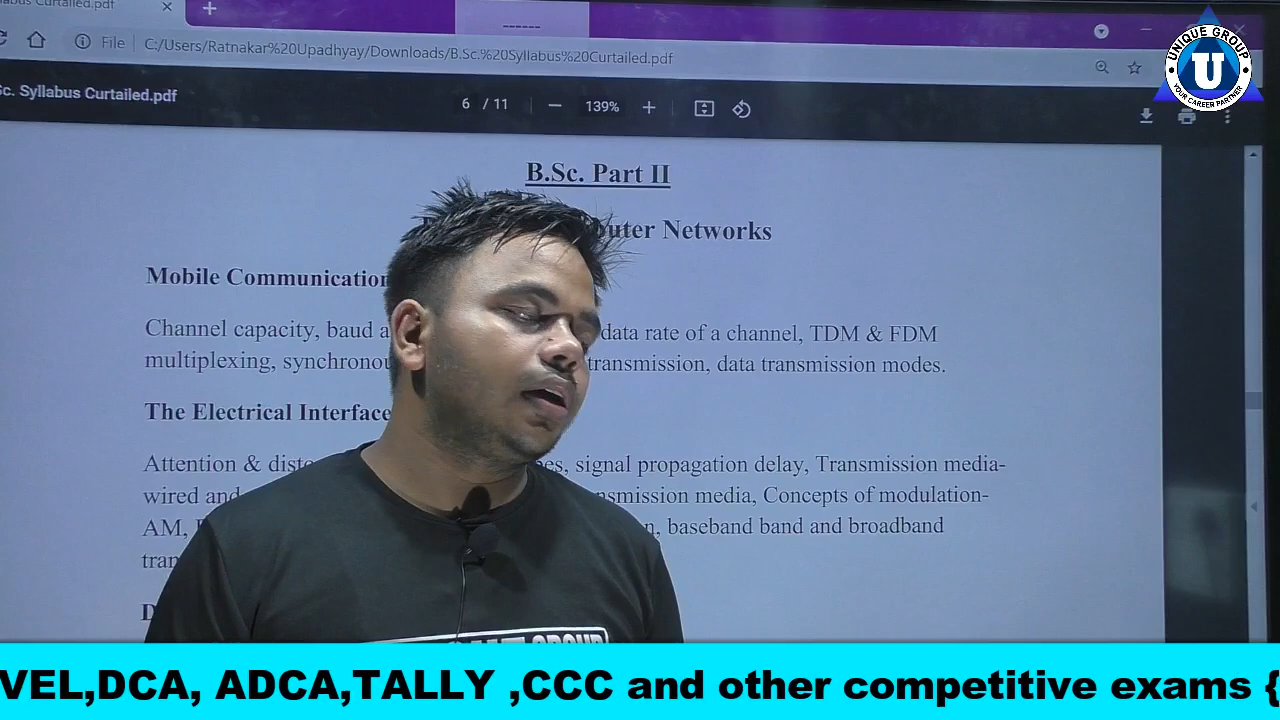 labus Curtailed.pdf
------
File C:/Users/Ratnakar%20Upadhyay/Downloads/B.Sc.%20Syllabus%20Curtailed.pdf
Sc. Syllabus Curtailed.pdf
6 / 11 139%
UNIQUE GROUP
U
YOUR CAREER PARTNER
B.Sc. Part II
uter Networks
Mobile Communication
Channel capacity, baud a data rate of a channel, TDM & FDM
multiplexing, synchronou transmission, data transmission modes.
The Electrical Interface
Attention & disto es, signal propagation delay, Transmission media-
wired and nsmission media, Concepts of modulation-
AM, n, baseband band and broadband
tran
D
GROUP
VEL,DCA, ADCA,TALLY ,CCC and other competitive exams {